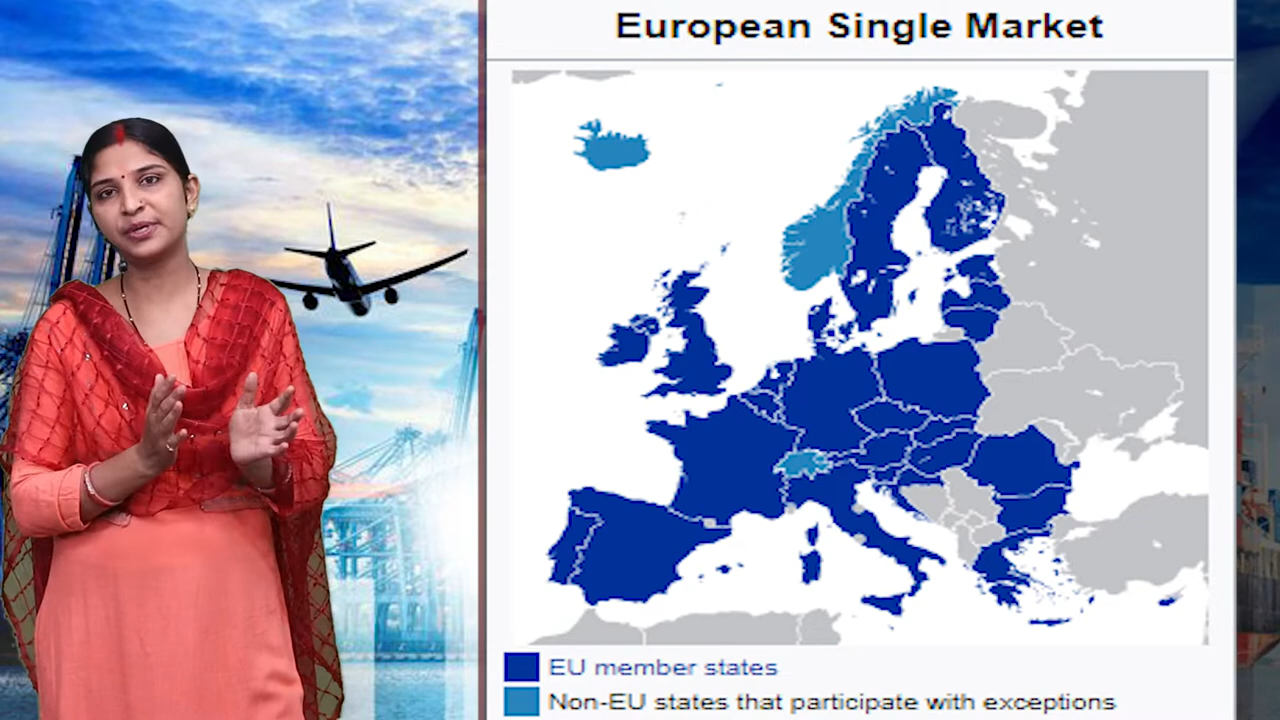 European Single Market
EU member states
Non-EU states that participate with exceptions